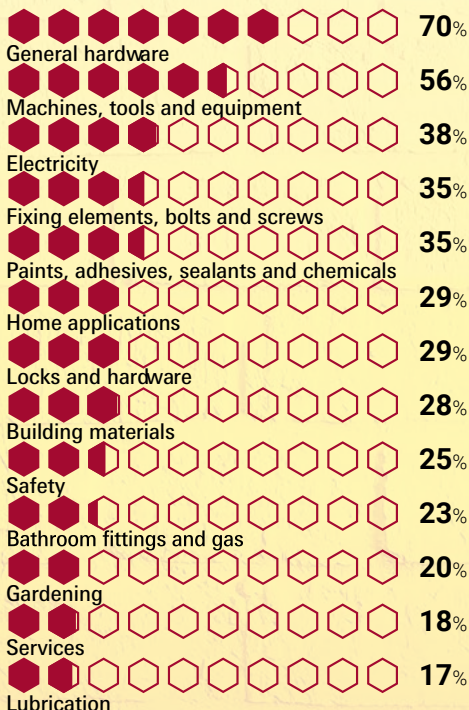 70%
General hardware
56%
Machines, tools and equipment
38%
Electricity
35%
Fixing elements, bolts and screws
35%
Paints, adhesives, sealants and chemicals
29%
Home applications
29%
Locks and hardware
28%
Building materials
25%
Safety
23%
Bathroom fittings and gas
20%
Gardening
18%
Services
17%
Lubrication